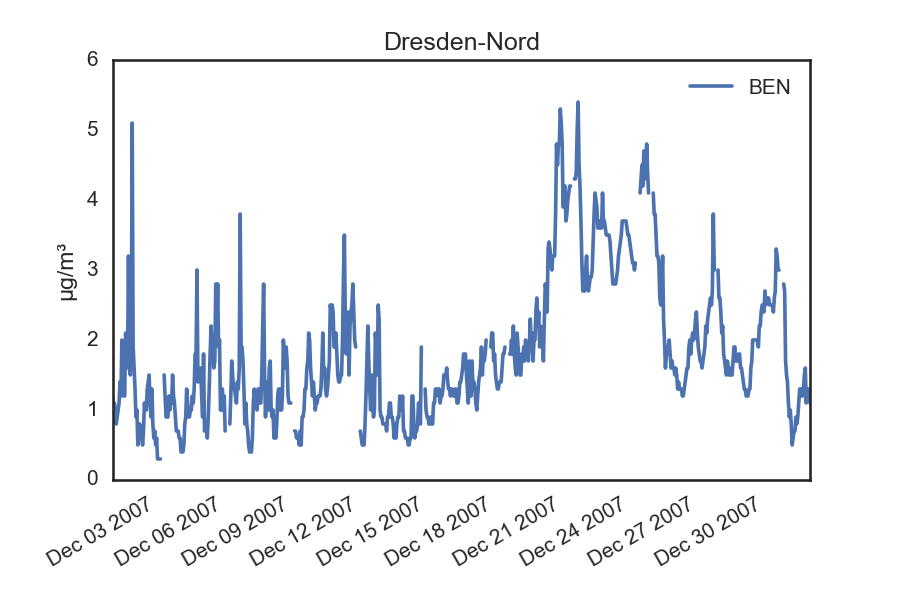 Dresden-Nord
BEN
µg/m³
6
5
4
3
2
1
0
Dec 03 2007
Dec 06 2007
Dec 09 2007
Dec 12 2007
Dec 15 2007
Dec 18 2007
Dec 21 2007
Dec 24 2007
Dec 27 2007
Dec 30 2007